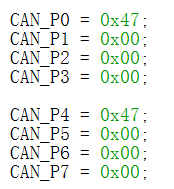 CAN_P0 = 0x47;
CAN_P1 = 0x00;
CAN_P2 = 0x00;
CAN_P3 = 0x00;
CAN_P4 = 0x47;
CAN_P5 = 0x00;
CAN_P6 = 0x00;
CAN_P7 = 0x00;